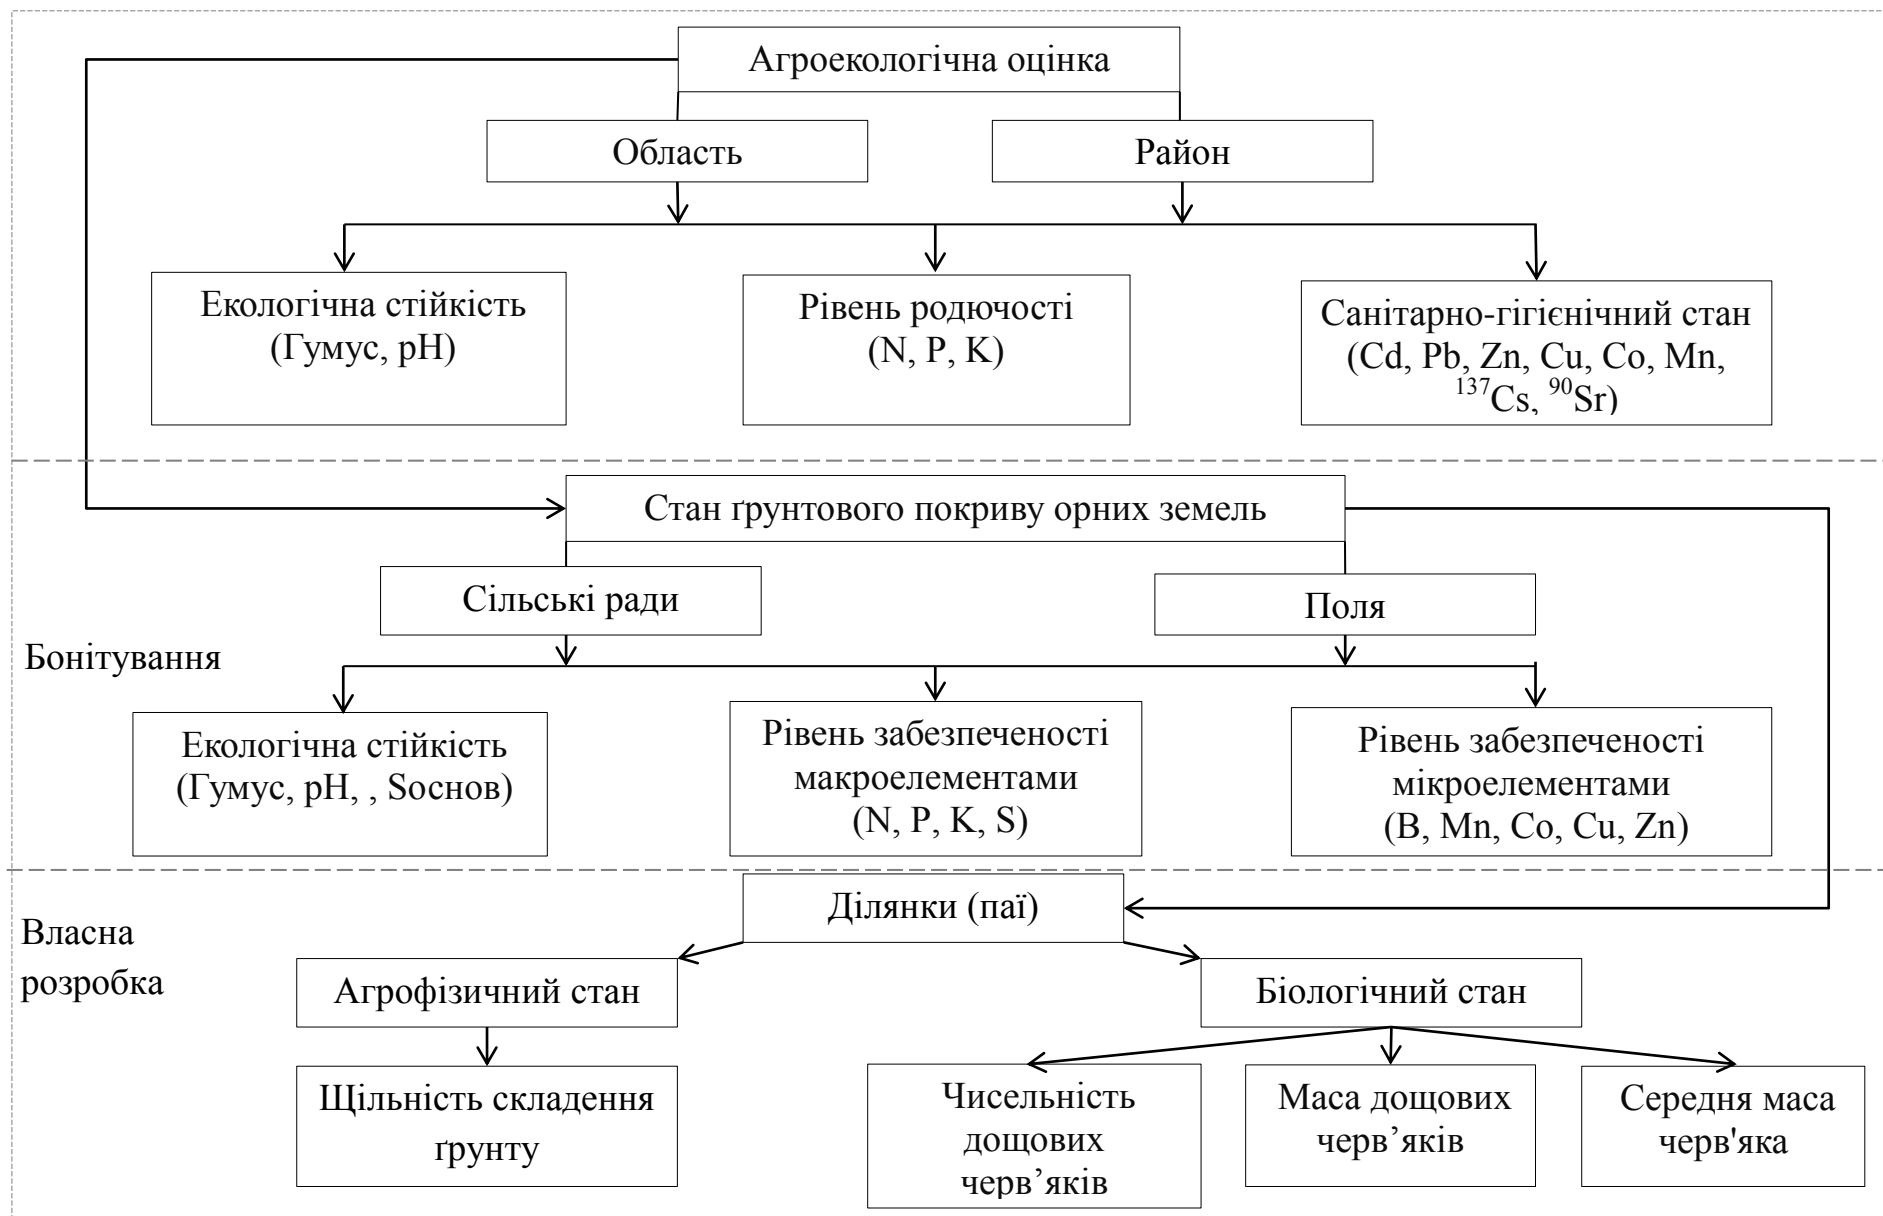 Агроекологічна оцінка
Область
Район
Екологічна стійкість
(Гумус, pH)
Рівень родючості
(N, P, K)
Санітарно-гігієнічний стан
(Cd, Pb, Zn, Cu, Co, Mn,
¹³⁷Cs, ⁹⁰Sr)
Стан ґрунтового покриву орних земель
Сільські ради
Поля
Бонітування
Екологічна стійкість
(Гумус, pH, , Sоснов)
Рівень забезпеченості
макроелементами
(N, P, K, S)
Рівень забезпеченості
мікроелементами
(B, Mn, Co, Cu, Zn)
Ділянки (паї)
Власна
розробка
Агрофізичний стан
Біологічний стан
Щільність складення
ґрунту
Чисельність
дощових
черв’яків
Маса дощових
черв’яків
Середня маса
черв'яка